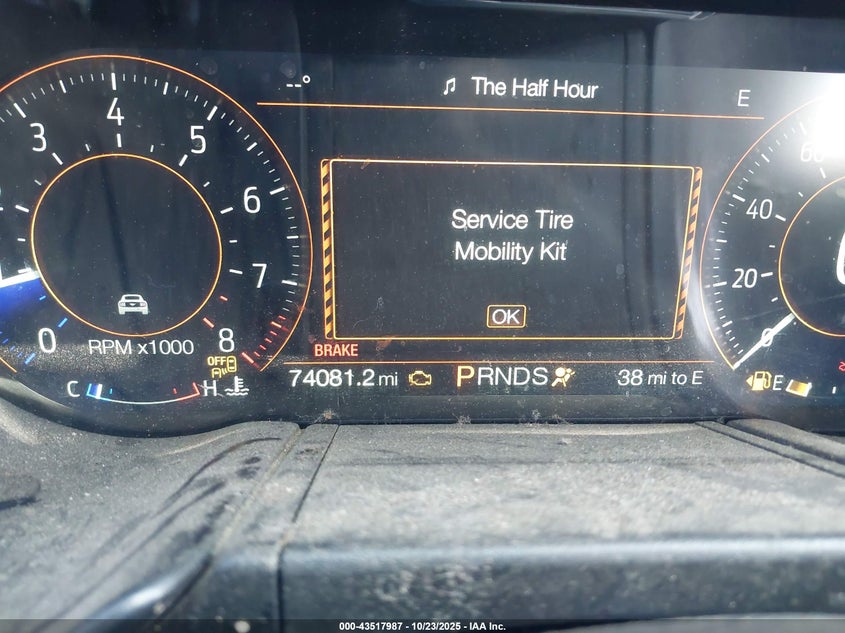 --°
♫ The Half Hour
E
3
4
5
6
7
8
0
RPM x1000
Service Tire
Mobility Kit
OK
60
40
20
0
BRAKE
OFF
C
H
74081.2 mi
PRNDS
38 mi to E
E
000-43517987 - 10/23/2025 - IAA Inc.